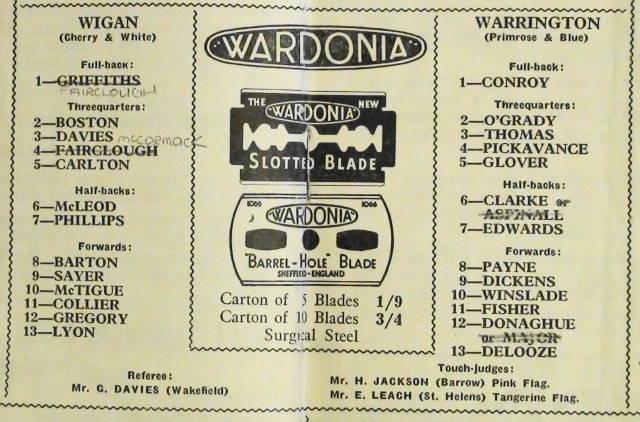 WIGAN
(Cherry & White)
Full-back:
1—GRIFFITHS
FAIRCLOUGH
Threequarters:
2—BOSTON
3—DAVIES McCORMACK
4—FAIRCLOUGH
5—CARLTON
Half-backs:
6—McLEOD
7—PHILLIPS
Forwards:
8—BARTON
9—SAYER
10—McTIGUE
11—COLLIER
12—GREGORY
13—LYON
Referee:
Mr. G. DAVIES (Wakefield)
WARDONIA
THE WARDONIA NEW
SLOTTED BLADE
1066 1066
WARDONIA
"BARREL-HOLE" BLADE
SHEFFIELD-ENGLAND
Carton of 5 Blades 1/9
Carton of 10 Blades 3/4
Surgical Steel
WARRINGTON
(Primrose & Blue)
Full-back:
1—CONROY
Threequarters:
2—O'GRADY
3—THOMAS
4—PICKAVANCE
5—GLOVER
Half-backs:
6—CLARKE or
ASPINALL
7—EDWARDS
Forwards:
8—PAYNE
9—DICKENS
10—WINSLADE
11—FISHER
12—DONAGHUE
or MAJOR
13—DELOOZE
Touch-judges:
Mr. H. JACKSON (Barrow) Pink Flag.
Mr. E. LEACH (St. Helens) Tangerine Flag.